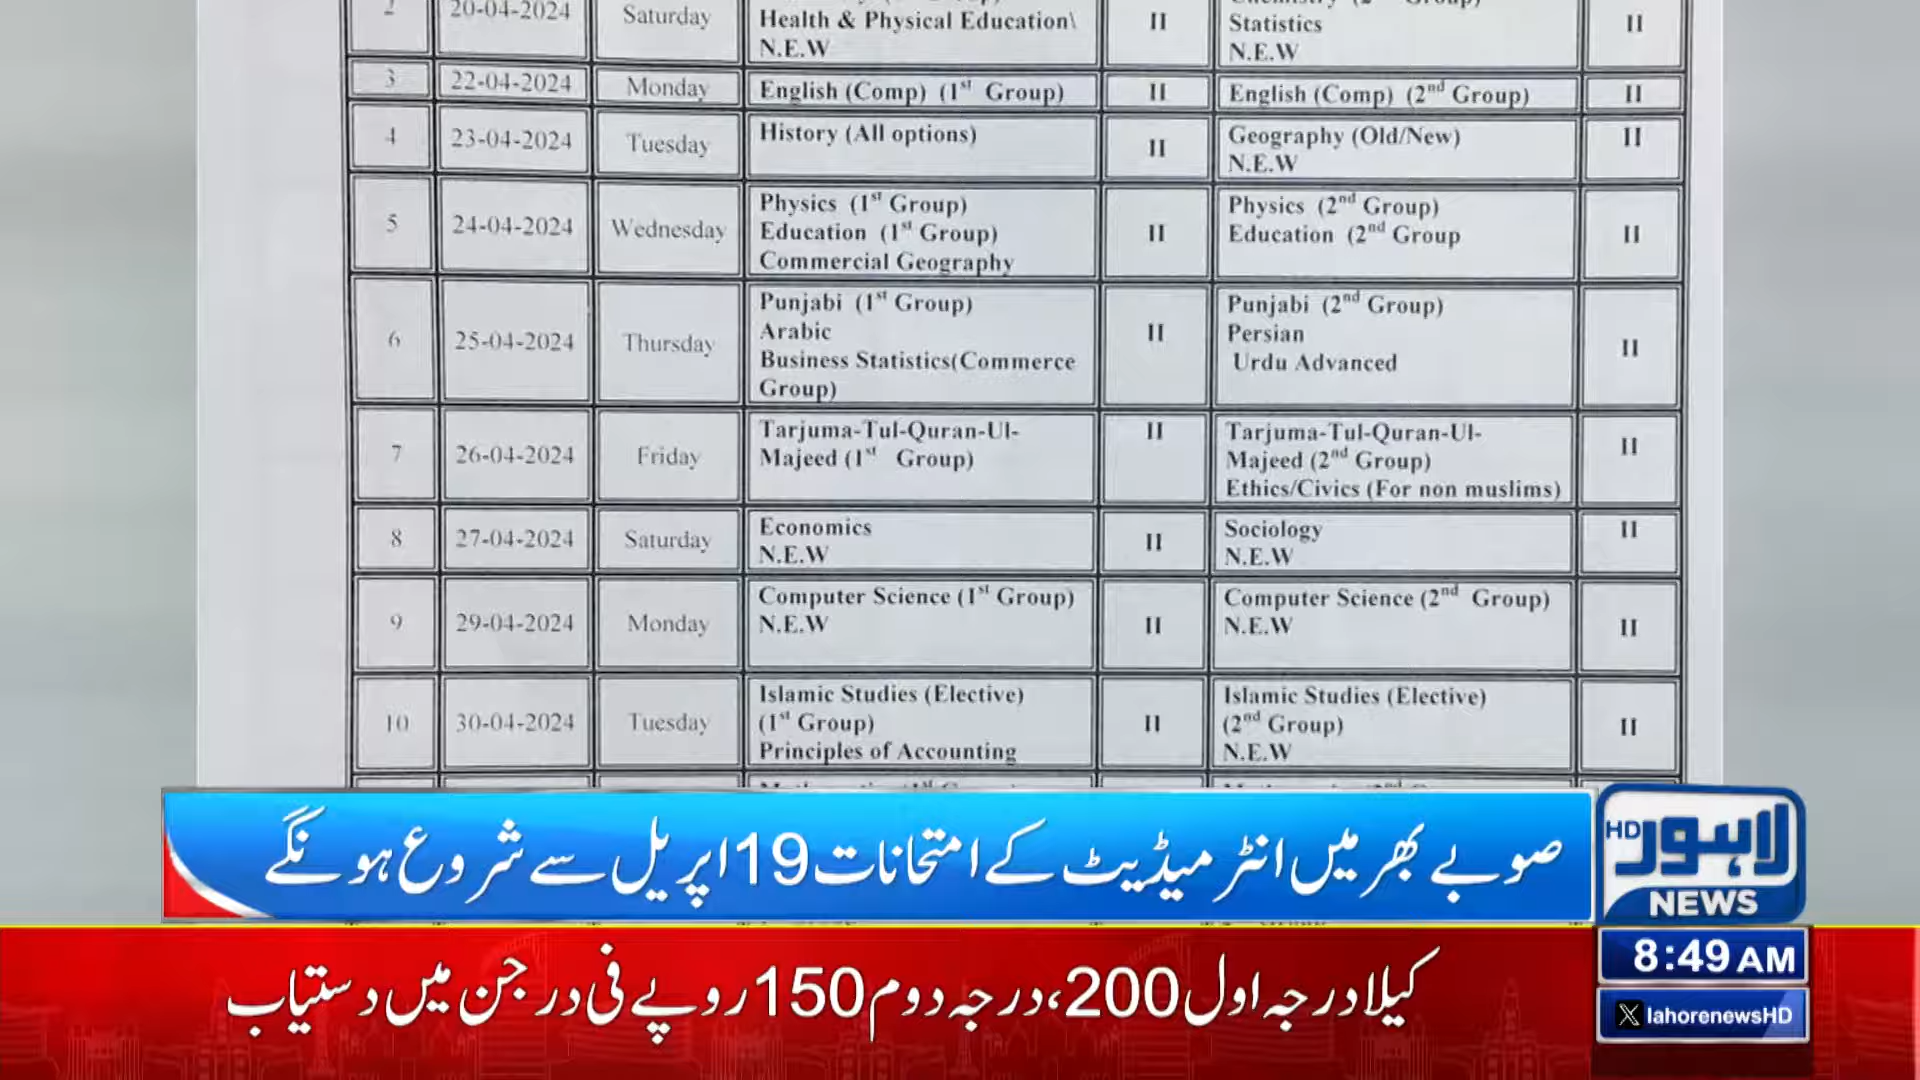 2 20-04-2024 Saturday Health & Physical Education\ II Statistics II
N.E.W N.E.W
3 22-04-2024 Monday English (Comp) (1st Group) II English (Comp) (2nd Group) II
4 23-04-2024 Tuesday History (All options) II Geography (Old/New) II
N.E.W
5 24-04-2024 Wednesday Physics (1st Group) II Physics (2nd Group) II
Education (1st Group) Education (2nd Group
Commercial Geography
6 25-04-2024 Thursday Punjabi (1st Group) II Punjabi (2nd Group) II
Arabic Persian
Business Statistics(Commerce Urdu Advanced
Group)
7 26-04-2024 Friday Tarjuma-Tul-Quran-Ul- II Tarjuma-Tul-Quran-Ul- II
Majeed (1st Group) Majeed (2nd Group)
Ethics/Civics (For non muslims)
8 27-04-2024 Saturday Economics II Sociology II
N.E.W N.E.W
9 29-04-2024 Monday Computer Science (1st Group) II Computer Science (2nd Group) II
N.E.W N.E.W
10 30-04-2024 Tuesday Islamic Studies (Elective) II Islamic Studies (Elective) II
(1st Group) (2nd Group)
Principles of Accounting N.E.W
صوبے بھر میں انٹر میڈیٹ کے امتحانات 19 اپریل سے شروع ہونگے
لاہور HD
NEWS
8:49 AM
کیلا درجہ اول 200، درجہ دوم 150 روپے فی درجن میں دستیاب
X lahorenewsHD